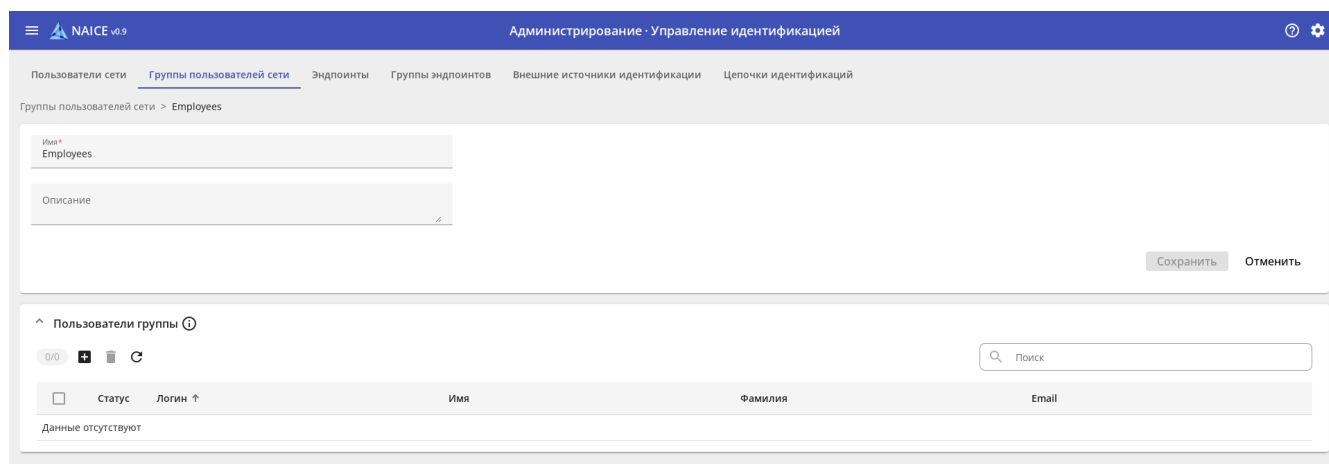 NAICE v0.9 Администрирование · Управление идентификацией
Пользователи сети Группы пользователей сети Эндпоинты Группы эндпоинтов Внешние источники идентификации Цепочки идентификаций
Группы пользователей сети > Employees
Имя*
Employees
Описание
Сохранить Отменить
Пользователи группы
0/0 Поиск
Статус Логин ↑ Имя Фамилия Email
Данные отсутствуют